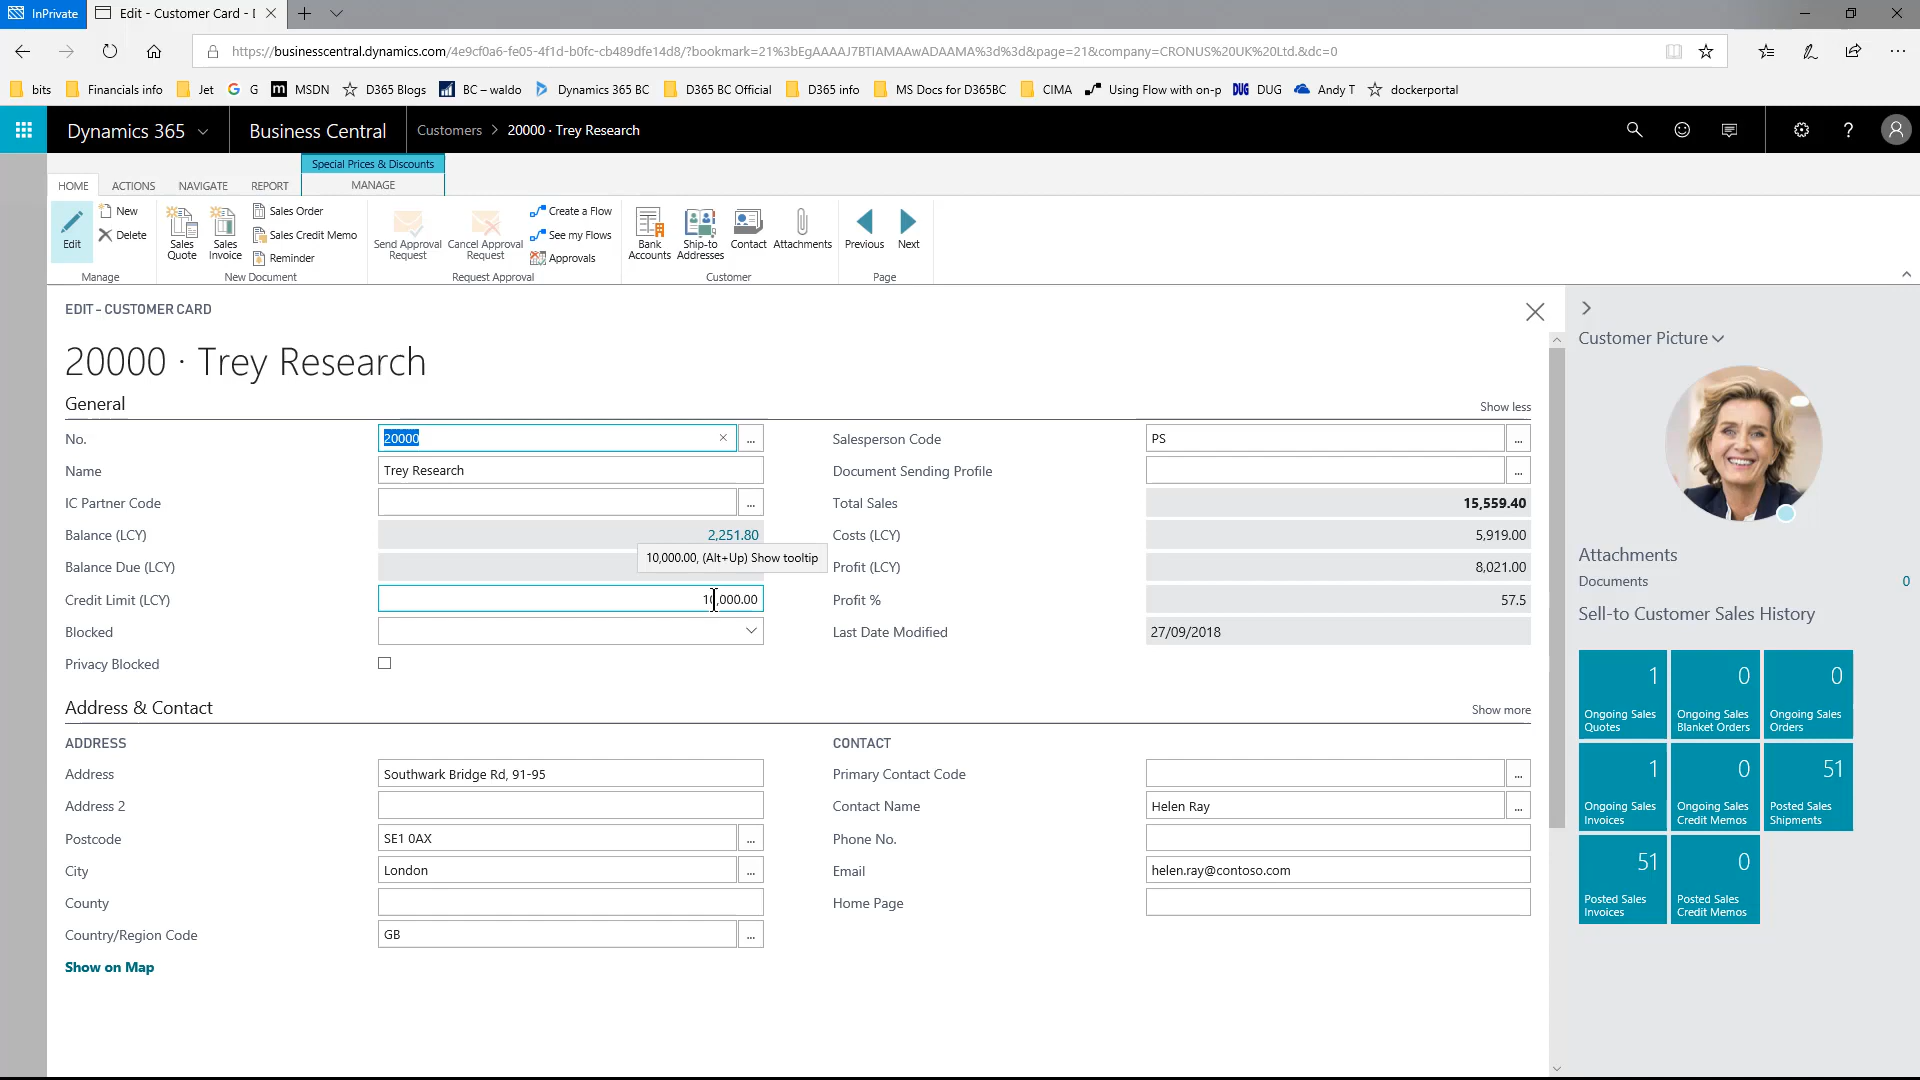 InPrivate
Edit - Customer Card - I
https://businesscentral.dynamics.com/4e9cf0a6-fe05-4f1d-b0fc-cb489dfe14d8/?bookmark=21%3bEgAAAAJ7BTIAMAAwADAAMA%3d%3d&page=21&company=CRONUS%20UK%20Ltd.&dc=0
bits
Financials info
Jet
G
MSDN
D365 Blogs
BC – waldo
Dynamics 365 BC
D365 BC Official
D365 info
MS Docs for D365BC
CIMA
Using Flow with on-p
DUG DUG
Andy T
dockerportal
Dynamics 365
Business Central
Customers > 20000 · Trey Research
Special Prices & Discounts
HOME ACTIONS NAVIGATE REPORT MANAGE
Edit
New
Delete
Manage
Sales Quote
Sales Invoice
Sales Order
Sales Credit Memo
Reminder
New Document
Send Approval Request
Cancel Approval Request
Create a Flow
See my Flows
Approvals
Request Approval
Bank Accounts
Ship-to Addresses
Contact
Attachments
Customer
Previous
Next
Page
EDIT - CUSTOMER CARD
20000 · Trey Research
General
Show less
No. 20000 ...
Name Trey Research
IC Partner Code ...
Balance (LCY) 2,251.80
10,000.00, (Alt+Up) Show tooltip
Balance Due (LCY)
Credit Limit (LCY) 10,000.00
Blocked
Privacy Blocked
Salesperson Code PS ...
Document Sending Profile ...
Total Sales 15,559.40
Costs (LCY) 5,919.00
Profit (LCY) 8,021.00
Profit % 57.5
Last Date Modified 27/09/2018
Address & Contact
Show more
ADDRESS
Address Southwark Bridge Rd, 91-95
Address 2
Postcode SE1 0AX ...
City London ...
County
Country/Region Code GB ...
Show on Map
CONTACT
Primary Contact Code ...
Contact Name Helen Ray ...
Phone No.
Email helen.ray@contoso.com
Home Page
Customer Picture
Attachments
Documents 0
Sell-to Customer Sales History
1 Ongoing Sales Quotes
0 Ongoing Sales Blanket Orders
0 Ongoing Sales Orders
1 Ongoing Sales Invoices
0 Ongoing Sales Credit Memos
51 Posted Sales Shipments
51 Posted Sales Invoices
0 Posted Sales Credit Memos